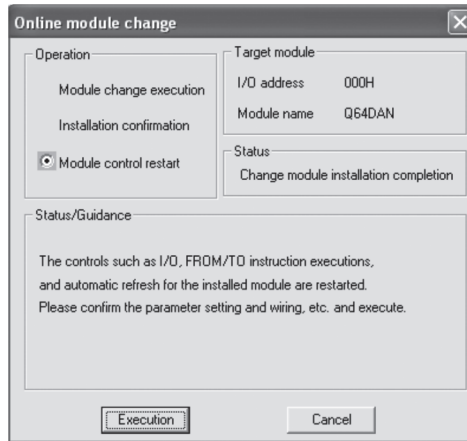 Online module change
Operation
Module change execution
Installation confirmation
Module control restart
Target module
I/O address 000H
Module name Q64DAN
Status
Change module installation completion
Status/Guidance
The controls such as I/O, FROM/TO instruction executions,
and automatic refresh for the installed module are restarted.
Please confirm the parameter setting and wiring, etc. and execute.
Execution
Cancel